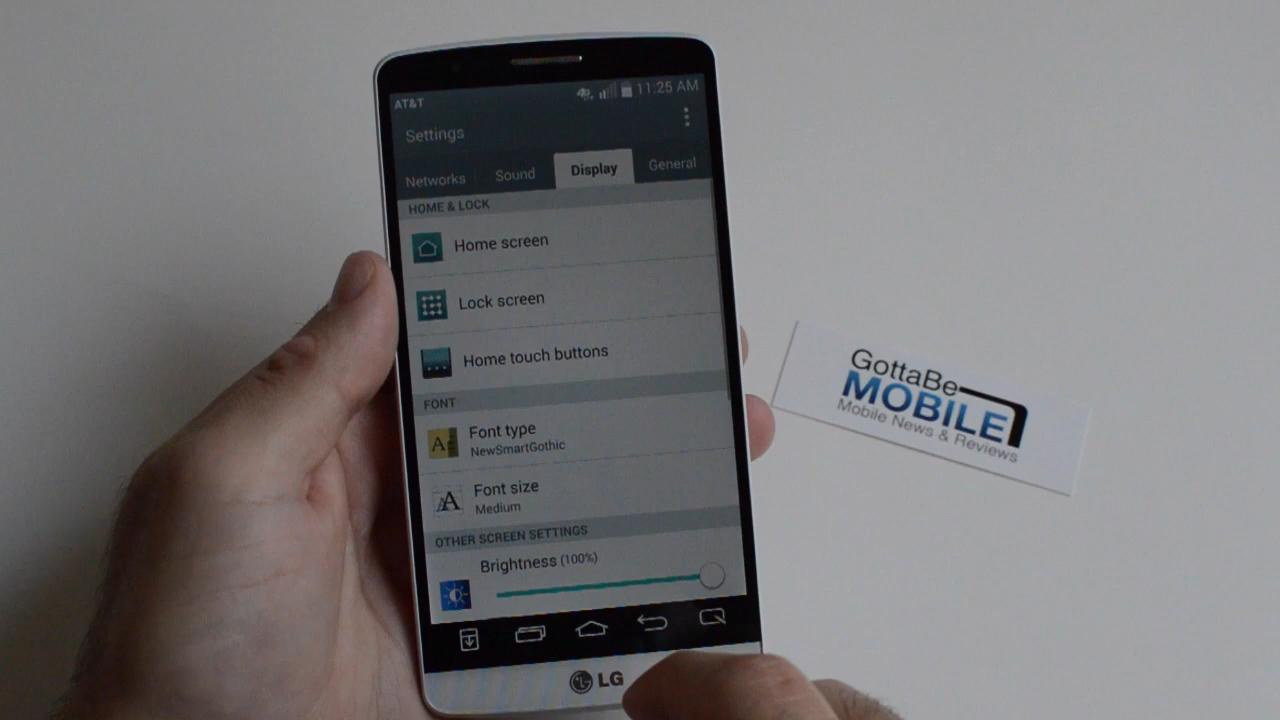 AT&T
11:25 AM
Settings
Networks
Sound
Display
General
HOME & LOCK
Home screen
Lock screen
Home touch buttons
FONT
A
Font type
NewSmartGothic
A
Font size
Medium
OTHER SCREEN SETTINGS
Brightness (100%)
LG
GottaBe
MOBILE
Mobile News & Reviews